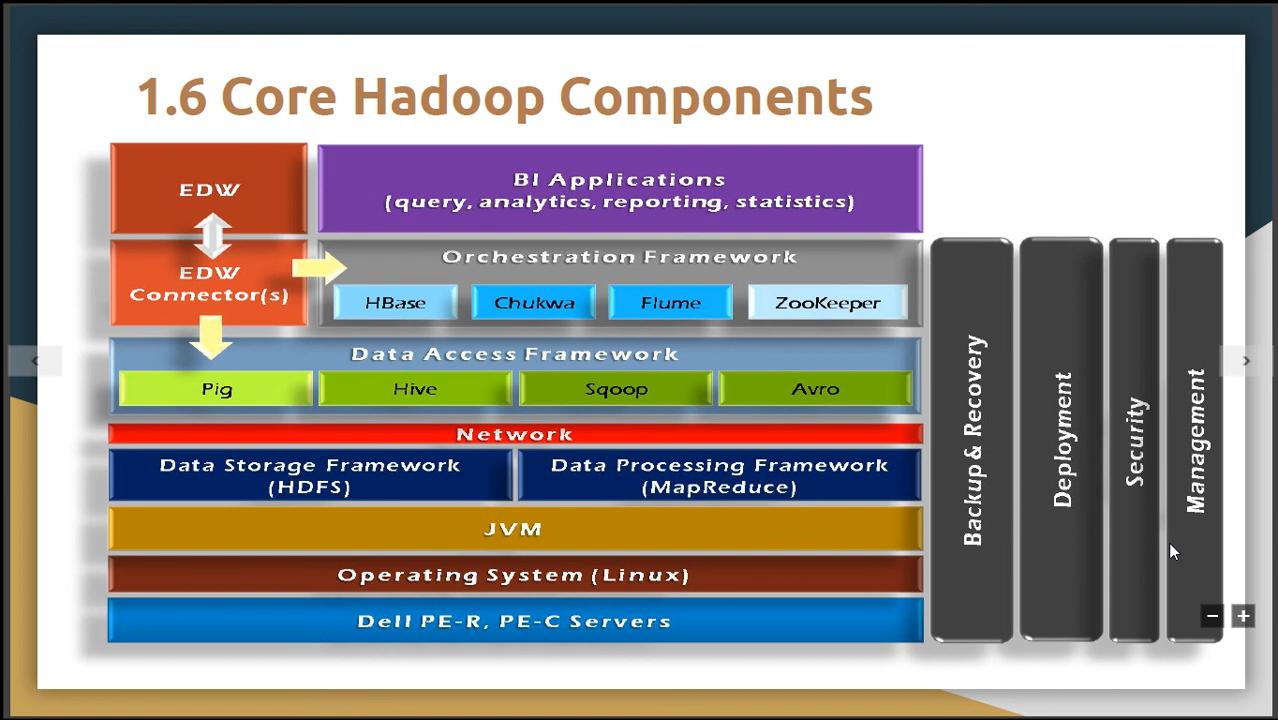 1.6 Core Hadoop Components
EDW
BI Applications
(query, analytics, reporting, statistics)
EDW
Connector(s)
Orchestration Framework
HBase
Chukwa
Flume
ZooKeeper
Data Access Framework
Pig
Hive
Sqoop
Avro
Network
Data Storage Framework
(HDFS)
Data Processing Framework
(MapReduce)
JVM
Operating System (Linux)
Dell PE-R, PE-C Servers
Backup & Recovery
Deployment
Security
Management